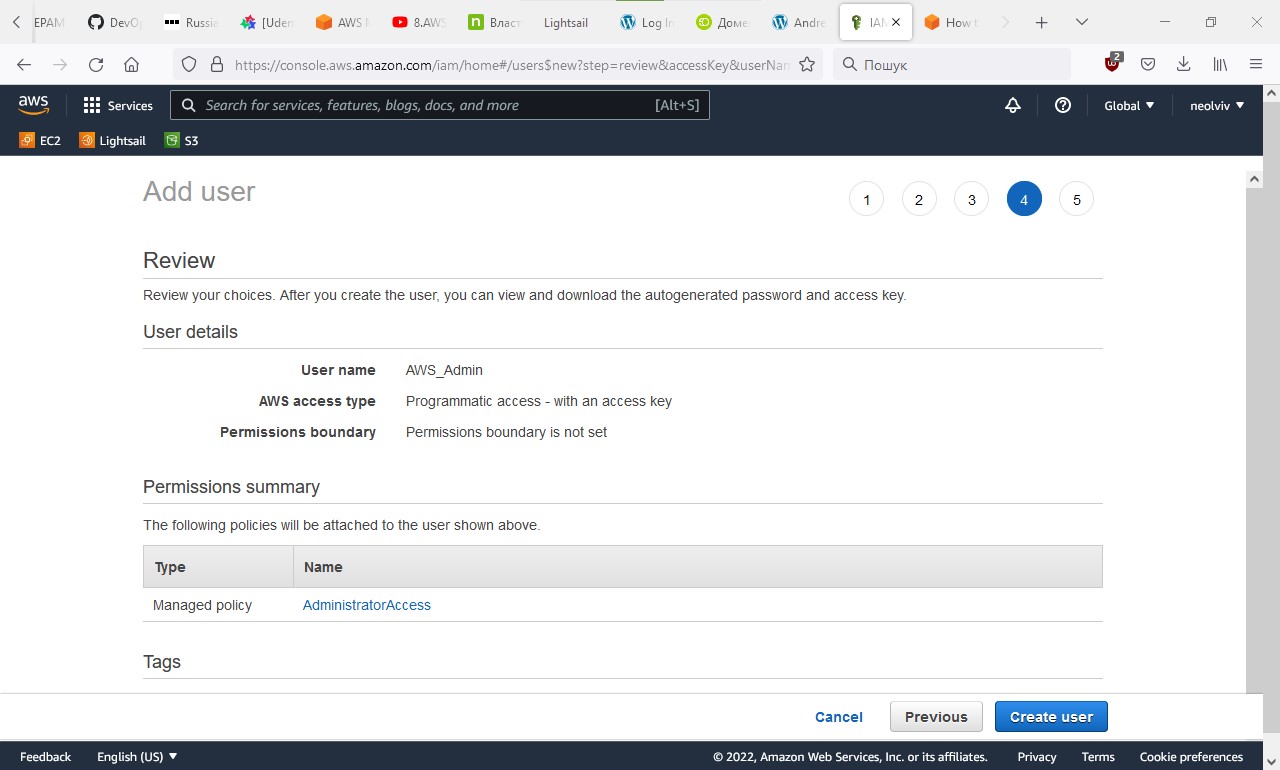 EPAM DevO Russia [Uden AWS 8.AWS Власт Lightsail Log In Доме Andre IAM How t
https://console.aws.amazon.com/iam/home#/users$new?step=review&accessKey&userNam Пошук 2
aws Services Search for services, features, blogs, docs, and more [Alt+S] Global neolviv
EC2 Lightsail S3
Add user 1 2 3 4 5
Review
Review your choices. After you create the user, you can view and download the autogenerated password and access key.
User details
User name AWS_Admin
AWS access type Programmatic access - with an access key
Permissions boundary Permissions boundary is not set
Permissions summary
The following policies will be attached to the user shown above.
Type Name
Managed policy AdministratorAccess
Tags
Cancel Previous Create user
Feedback English (US) © 2022, Amazon Web Services, Inc. or its affiliates. Privacy Terms Cookie preferences